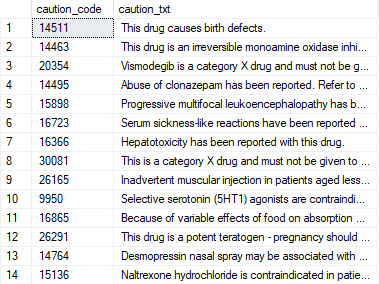 caution_code caution_txt
1 14511 This drug causes birth defects.
2 14463 This drug is an irreversible monoamine oxidase inhi...
3 20354 Vismodegib is a category X drug and must not be g...
4 14495 Abuse of clonazepam has been reported. Refer to ...
5 15898 Progressive multifocal leukoencephalopathy has b...
6 16723 Serum sickness-like reactions have been reported ...
7 16366 Hepatotoxicity has been reported with this drug.
8 30081 This is a category X drug and must not be given to ...
9 26165 Inadvertent muscular injection in patients aged less...
10 9950 Selective serotonin (5HT1) agonists are contraindi...
11 16865 Because of variable effects of food on absorption ...
12 26291 This drug is a potent teratogen - pregnancy should ...
13 14764 Desmopressin nasal spray may be associated with ...
14 15136 Naltrexone hydrochloride is contraindicated in patie...